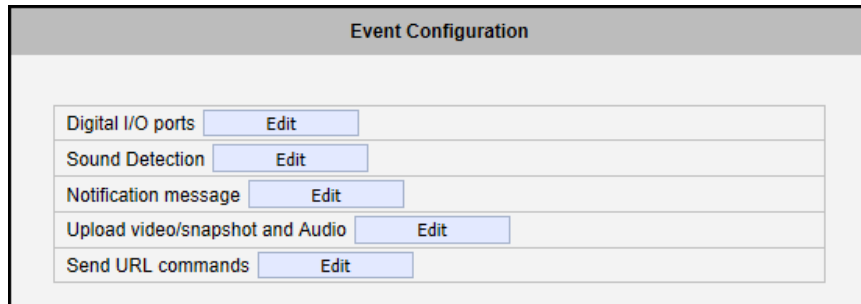 Event Configuration
Digital I/O ports Edit
Sound Detection Edit
Notification message Edit
Upload video/snapshot and Audio Edit
Send URL commands Edit